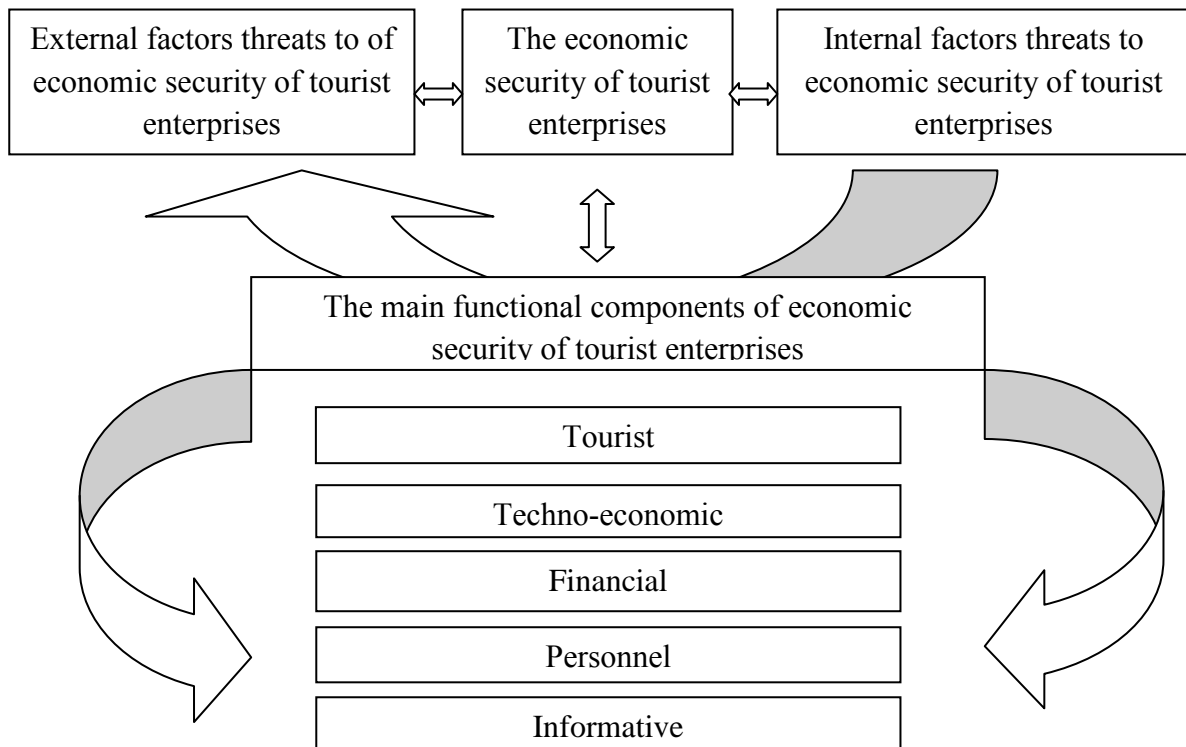 External factors threats to of
economic security of tourist
enterprises
The economic
security of tourist
enterprises
Internal factors threats to
economic security of tourist
enterprises
The main functional components of economic
security of tourist enterprises
Tourist
Techno-economic
Financial
Personnel
Informative